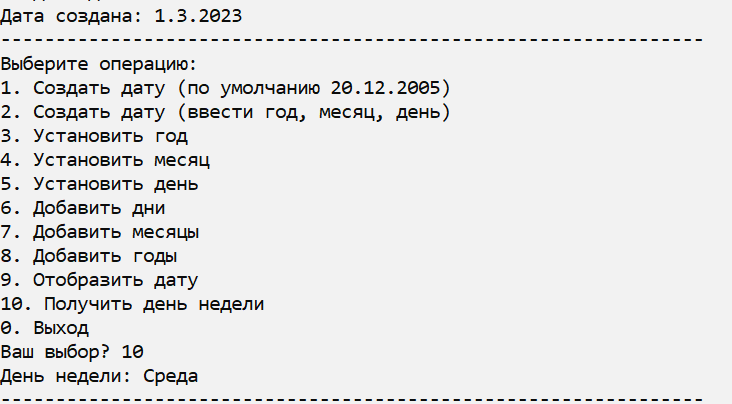 Дата создана: 1.3.2023
----------------------------------------------------------------
Выберите операцию:
1. Создать дату (по умолчанию 20.12.2005)
2. Создать дату (ввести год, месяц, день)
3. Установить год
4. Установить месяц
5. Установить день
6. Добавить дни
7. Добавить месяцы
8. Добавить годы
9. Отобразить дату
10. Получить день недели
0. Выход
Ваш выбор? 10
День недели: Среда
----------------------------------------------------------------